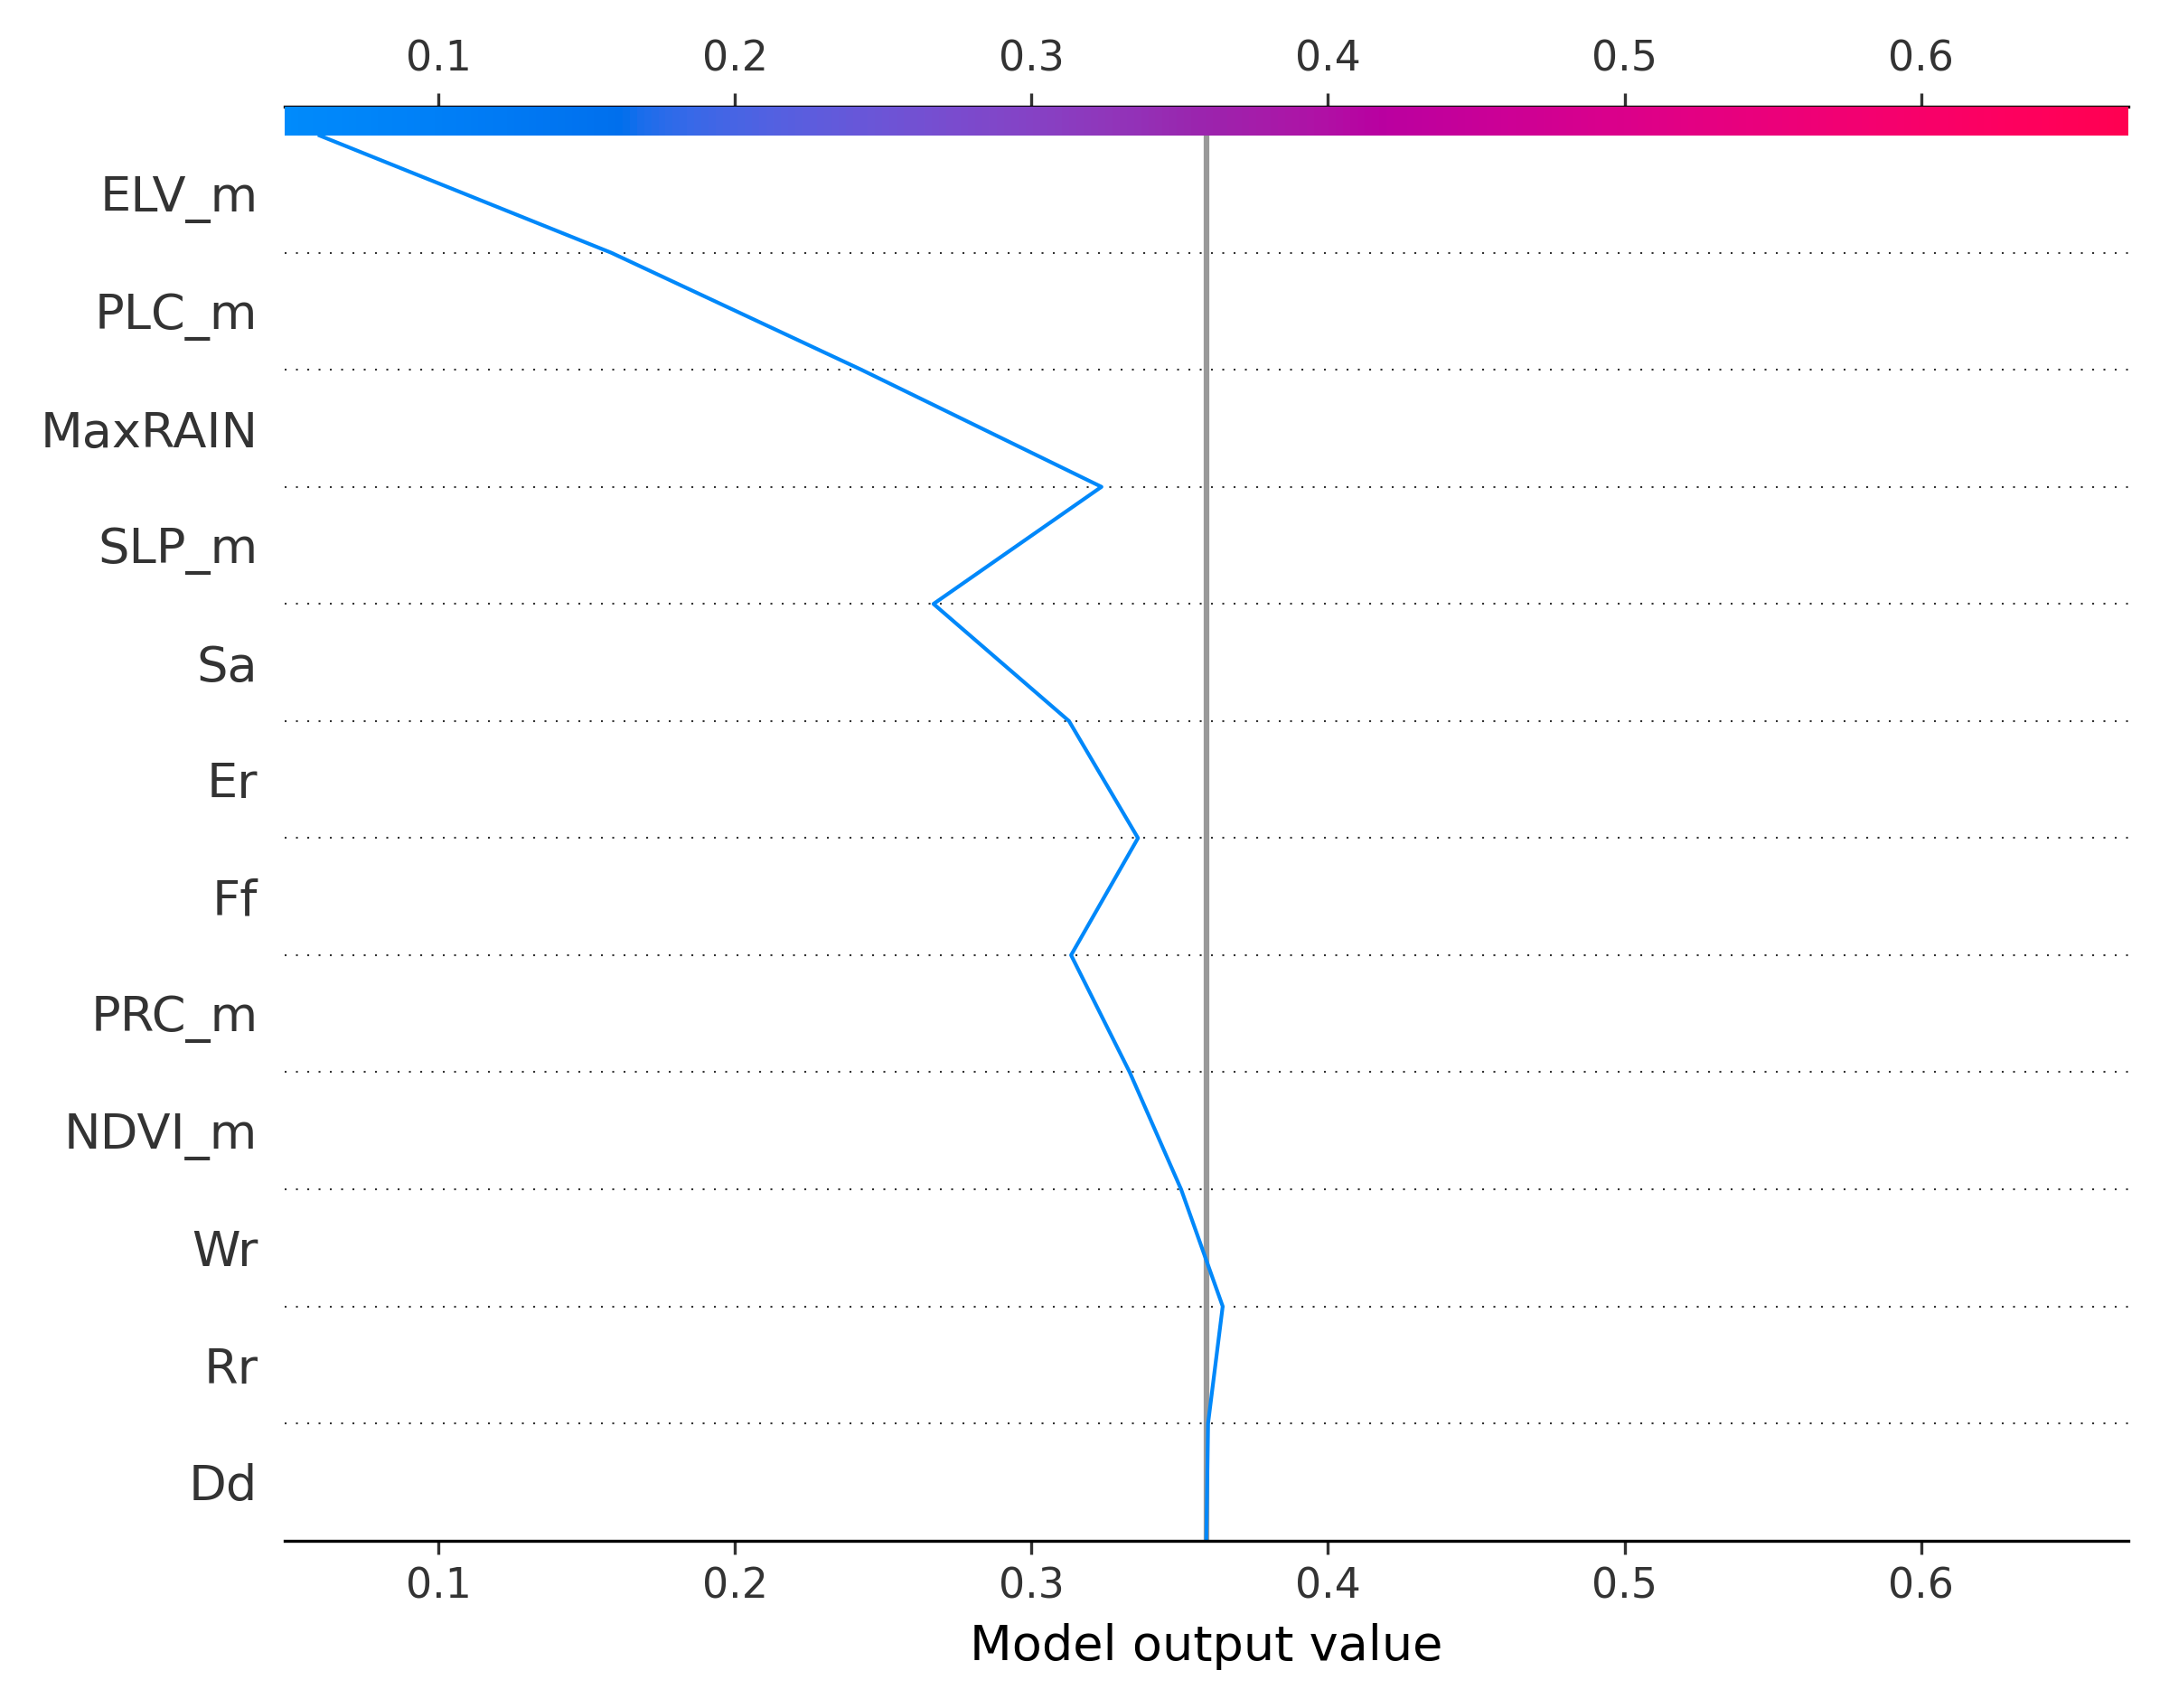 0.1 0.2 0.3 0.4 0.5 0.6
ELV_m
PLC_m
MaxRAIN
SLP_m
Sa
Er
Ff
PRC_m
NDVI_m
Wr
Rr
Dd
0.1 0.2 0.3 0.4 0.5 0.6
Model output value